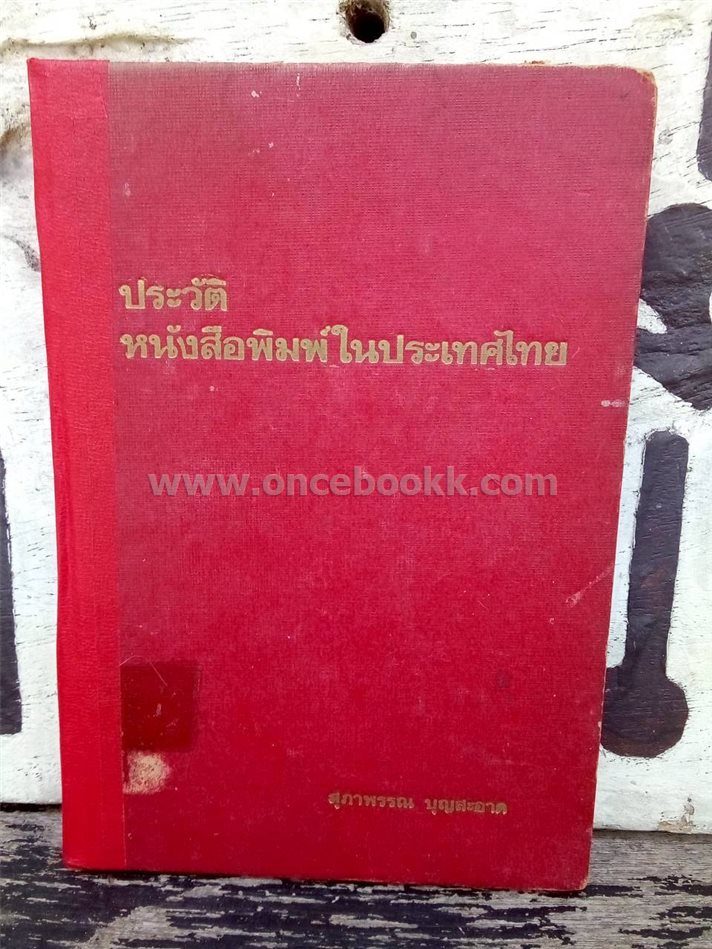 ประวัติ
หนังสือพิมพ์ในประเทศไทย
www.oncebookk.com
สุภาพรรณ บุญสะอาด